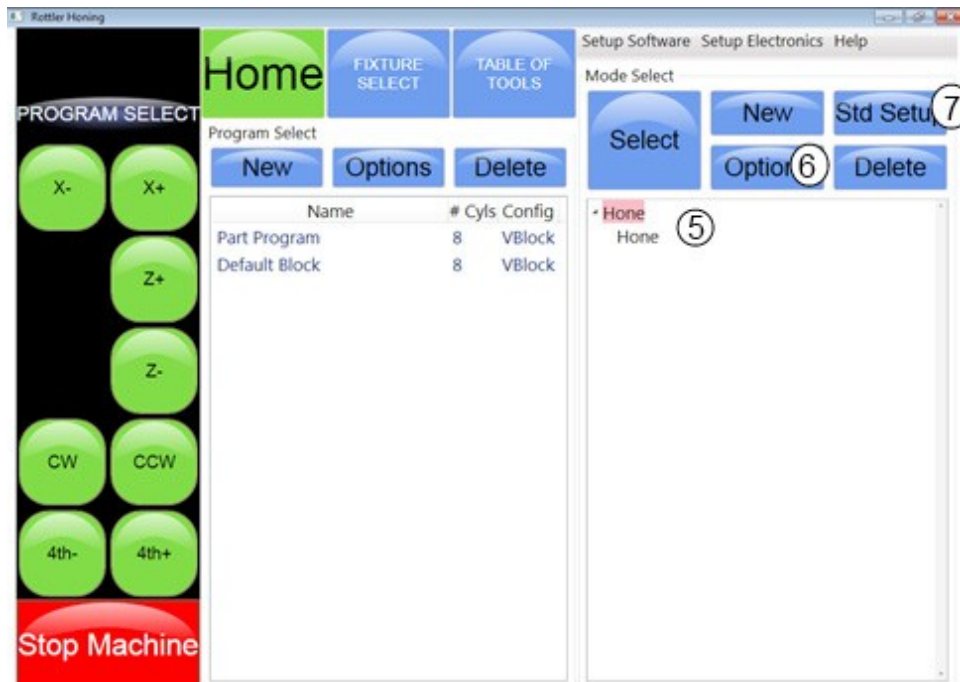 Rottler Honing
Setup Software Setup Electronics Help
Home
FIXTURE
SELECT
TABLE OF
TOOLS
PROGRAM SELECT
X-
X+
Z+
Z-
CW
CCW
4th-
4th+
Stop Machine
Program Select
New
Options
Delete
Name # Cyls Config
Part Program 8 VBlock
Default Block 8 VBlock
Mode Select
Select
New
Std Setup
7
Option
6
Delete
Hone
5
Hone